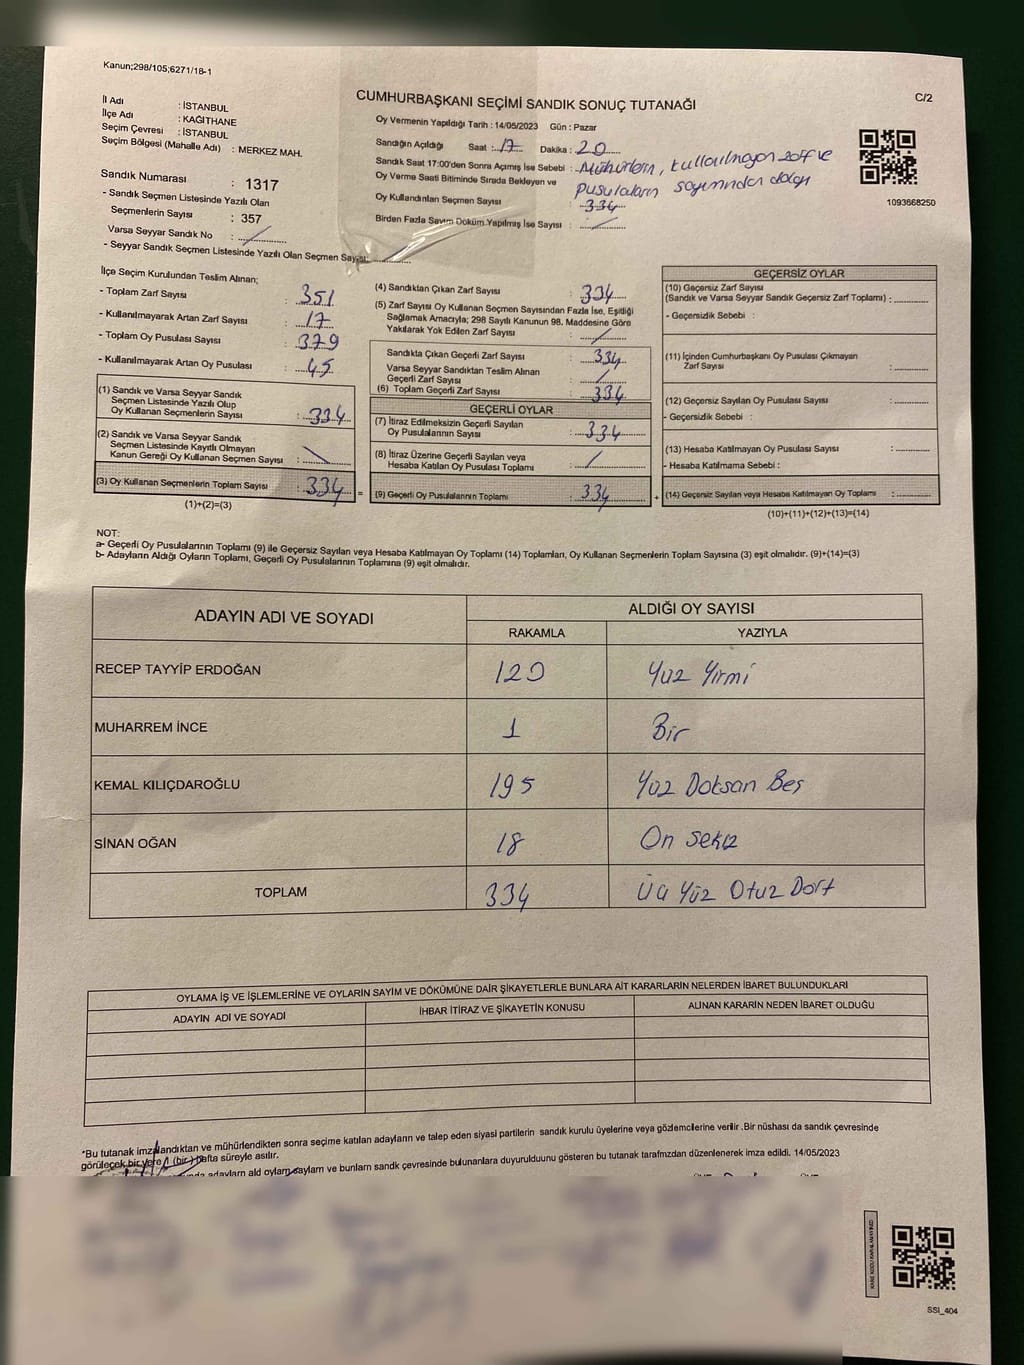 Kanun;298/105;6271/18-1
C/2
CUMHURBAŞKANI SEÇİMİ SANDIK SONUÇ TUTANAĞI
İl Adı : İSTANBUL
İlçe Adı : KAĞITHANE
Seçim Çevresi : İSTANBUL
Seçim Bölgesi (Mahalle Adı) : MERKEZ MAH.
Sandık Numarası : 1317
- Sandık Seçmen Listesinde Yazılı Olan
Seçmenlerin Sayısı : 357
Varsa Seyyar Sandık No :
- Seyyar Sandık Seçmen Listesinde Yazılı Olan Seçmen Sayısı:
Oy Vermenin Yapıldığı Tarih : 14/05/2023 Gün : Pazar
Sandığın Açıldığı Saat : 17 Dakika : 20
Sandık Saat 17:00'den Sonra Açımış İse Sebebi : Mühürlerin, kullanılmayan zarf ve
pusulaların sayımından dolayı
Oy Verme Saati Bitiminde Sırada Bekleyen ve
Oy Kullandırılan Seçmen Sayısı : 334
Birden Fazla Sayım Döküm Yapılmış İse Sayısı :
1093668250
İlçe Seçim Kurulundan Teslim Alınan;
- Toplam Zarf Sayısı : 351
- Kullanılmayarak Artan Zarf Sayısı : 17
- Toplam Oy Pusulası Sayısı : 379
- Kullanılmayarak Artan Oy Pusulası : 45
(1) Sandık ve Varsa Seyyar Sandık
Seçmen Listesinde Yazılı Olup
Oy Kullanan Seçmenlerin Sayısı : 334
(2) Sandık ve Varsa Seyyar Sandık
Seçmen Listesinde Kayıtlı Olmayan
Kanun Gereği Oy Kullanan Seçmen Sayısı :
(3) Oy Kullanan Seçmenlerin Toplam Sayısı : 334 =
(1)+(2)=(3)
(4) Sandıktan Çıkan Zarf Sayısı : 334
(5) Zarf Sayısı Oy Kullanan Seçmen Sayısından Fazla İse, Eşitliği
Sağlamak Amacıyla; 298 Sayılı Kanunun 98. Maddesine Göre
Yakılarak Yok Edilen Zarf Sayısı :
Sandıkta Çıkan Geçerli Zarf Sayısı : 334
Varsa Seyyar Sandıktan Teslim Alınan
Geçerli Zarf Sayısı :
(6) Toplam Geçerli Zarf Sayısı : 334
GEÇERLİ OYLAR
(7) İtiraz Edilmeksizin Geçerli Sayılan
Oy Pusulalarının Sayısı : 334
(8) İtiraz Üzerine Geçerli Sayılan veya
Hesaba Katılan Oy Pusulası Toplamı :
(9) Geçerli Oy Pusulalarının Toplamı : 334 +
GEÇERSİZ OYLAR
(10) Geçersiz Zarf Sayısı
(Sandık ve Varsa Seyyar Sandık Geçersiz Zarf Toplamı) :
- Geçersizlik Sebebi :
(11) İçinden Cumhurbaşkanı Oy Pusulası Çıkmayan
Zarf Sayısı :
(12) Geçersiz Sayılan Oy Pusulası Sayısı :
- Geçersizlik Sebebi :
(13) Hesaba Katılmayan Oy Pusulası Sayısı :
- Hesaba Katılmama Sebebi :
(14) Geçersiz Sayılan veya Hesaba Katılmayan Oy Toplamı :
(10)+(11)+(12)+(13)=(14)
NOT:
a- Geçerli Oy Pusulalarının Toplamı (9) ile Geçersiz Sayılan veya Hesaba Katılmayan Oy Toplamı (14) Toplamları, Oy Kullanan Seçmenlerin Toplam Sayısına (3) eşit olmalıdır. (9)+(14)=(3)
b- Adayların Aldığı Oyların Toplamı, Geçerli Oy Pusulalarının Toplamına (9) eşit olmalıdır.
ADAYIN ADI VE SOYADI ALDIĞI OY SAYISI
RAKAMLA YAZIYLA
RECEP TAYYİP ERDOĞAN 120 Yüz Yirmi
MUHARREM İNCE 1 Bir
KEMAL KILIÇDAROĞLU 195 Yüz Doksan Beş
SİNAN OĞAN 18 On sekiz
TOPLAM 334 Üç Yüz Otuz Dört
OYLAMA İŞ VE İŞLEMLERİNE VE OYLARIN SAYIM VE DÖKÜMÜNE DAİR ŞİKAYETLERLE BUNLARA AİT KARARLARIN NELERDEN İBARET BULUNDUKLARI
ADAYIN ADI VE SOYADI İHBAR İTİRAZ VE ŞİKAYETİN KONUSU ALINAN KARARIN NEDEN İBARET OLDUĞU
*Bu tutanak imzalandıktan ve mühürlendikten sonra seçime katılan adayların ve talep eden siyasi partilerin sandık kurulu üyelerine veya gözlemcilerine verilir .Bir nüshası da sandık çevresinde
görülecek bir yere 1 (bir ) hafta süreyle asılır.
adayların ald oyların saylam ve bunlam sandk çevresinde bulunanlara duyurulduunu gösteren bu tutanak tarafmzdan düzenlenerek imza edildi. 14/05/2023
SSI_404